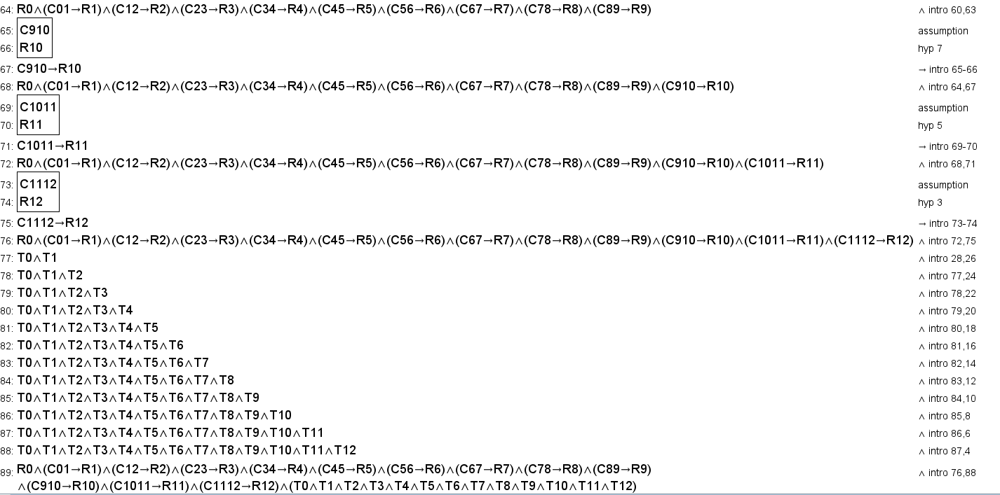 64: R0∧(C01→R1)∧(C12→R2)∧(C23→R3)∧(C34→R4)∧(C45→R5)∧(C56→R6)∧(C67→R7)∧(C78→R8)∧(C89→R9) ∧ intro 60,63
65: C910 assumption
66: R10 hyp 7
67: C910→R10 → intro 65-66
68: R0∧(C01→R1)∧(C12→R2)∧(C23→R3)∧(C34→R4)∧(C45→R5)∧(C56→R6)∧(C67→R7)∧(C78→R8)∧(C89→R9)∧(C910→R10) ∧ intro 64,67
69: C1011 assumption
70: R11 hyp 5
71: C1011→R11 → intro 69-70
72: R0∧(C01→R1)∧(C12→R2)∧(C23→R3)∧(C34→R4)∧(C45→R5)∧(C56→R6)∧(C67→R7)∧(C78→R8)∧(C89→R9)∧(C910→R10)∧(C1011→R11) ∧ intro 68,71
73: C1112 assumption
74: R12 hyp 3
75: C1112→R12 → intro 73-74
76: R0∧(C01→R1)∧(C12→R2)∧(C23→R3)∧(C34→R4)∧(C45→R5)∧(C56→R6)∧(C67→R7)∧(C78→R8)∧(C89→R9)∧(C910→R10)∧(C1011→R11)∧(C1112→R12) ∧ intro 72,75
77: T0∧T1 ∧ intro 28,26
78: T0∧T1∧T2 ∧ intro 77,24
79: T0∧T1∧T2∧T3 ∧ intro 78,22
80: T0∧T1∧T2∧T3∧T4 ∧ intro 79,20
81: T0∧T1∧T2∧T3∧T4∧T5 ∧ intro 80,18
82: T0∧T1∧T2∧T3∧T4∧T5∧T6 ∧ intro 81,16
83: T0∧T1∧T2∧T3∧T4∧T5∧T6∧T7 ∧ intro 82,14
84: T0∧T1∧T2∧T3∧T4∧T5∧T6∧T7∧T8 ∧ intro 83,12
85: T0∧T1∧T2∧T3∧T4∧T5∧T6∧T7∧T8∧T9 ∧ intro 84,10
86: T0∧T1∧T2∧T3∧T4∧T5∧T6∧T7∧T8∧T9∧T10 ∧ intro 85,8
87: T0∧T1∧T2∧T3∧T4∧T5∧T6∧T7∧T8∧T9∧T10∧T11 ∧ intro 86,6
88: T0∧T1∧T2∧T3∧T4∧T5∧T6∧T7∧T8∧T9∧T10∧T11∧T12 ∧ intro 87,4
89: R0∧(C01→R1)∧(C12→R2)∧(C23→R3)∧(C34→R4)∧(C45→R5)∧(C56→R6)∧(C67→R7)∧(C78→R8)∧(C89→R9) ∧ intro 76,88
∧(C910→R10)∧(C1011→R11)∧(C1112→R12)∧(T0∧T1∧T2∧T3∧T4∧T5∧T6∧T7∧T8∧T9∧T10∧T11∧T12)